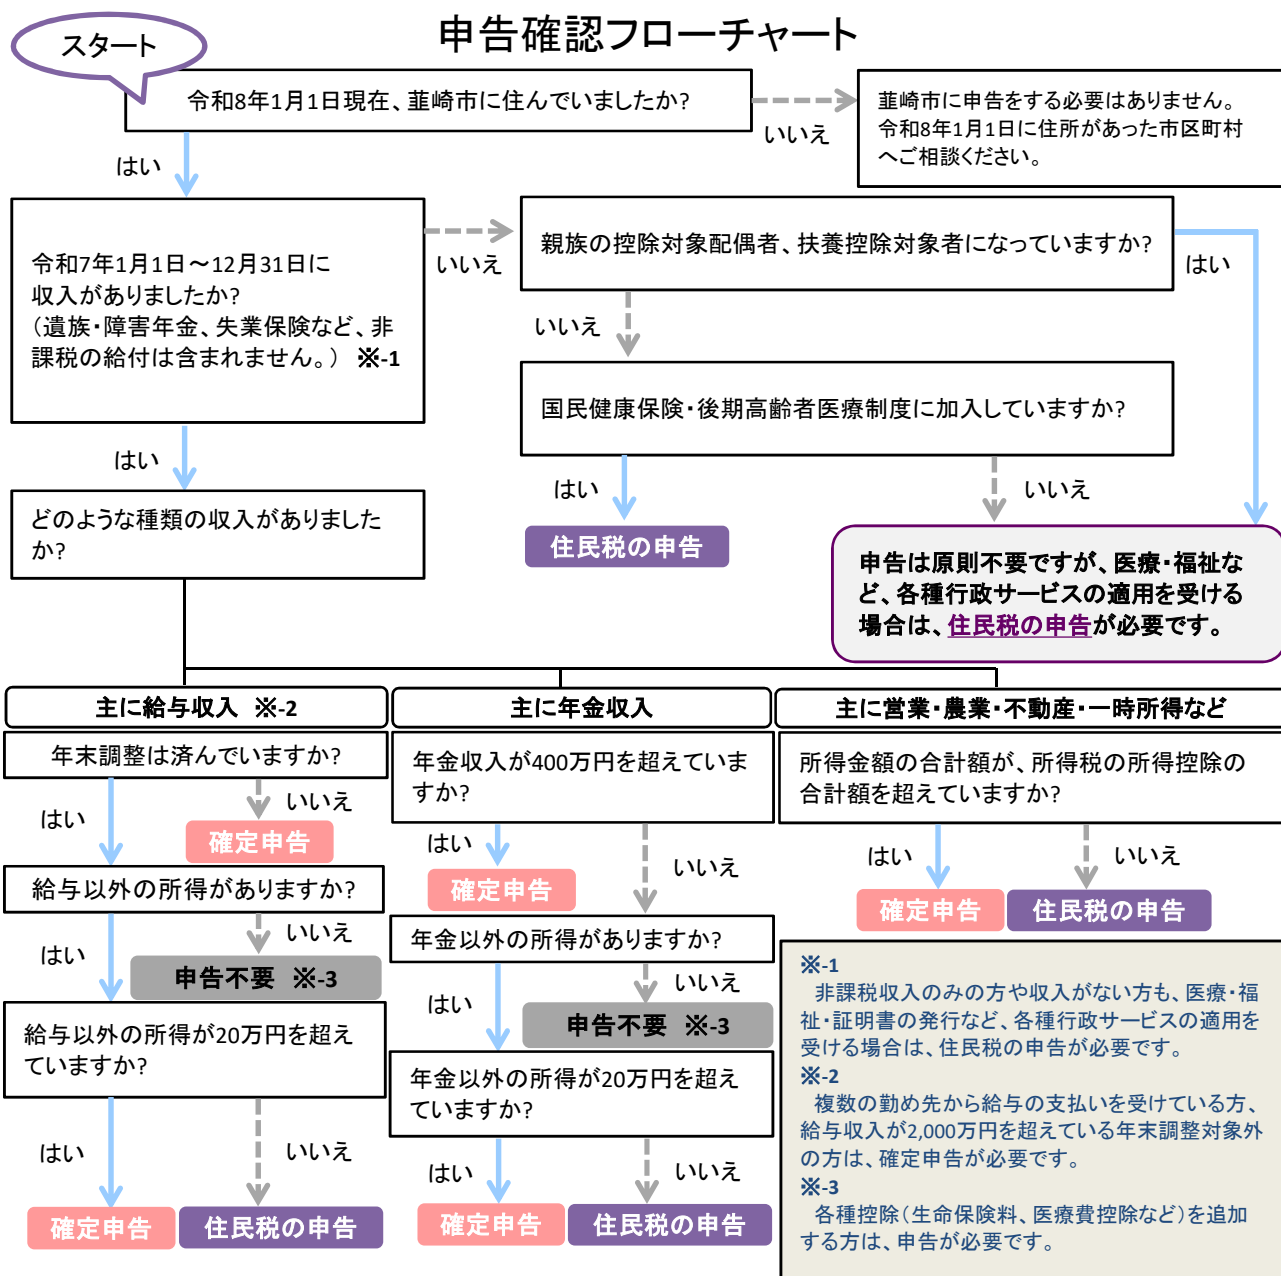 申告確認フローチャート
スタート
令和8年1月1日現在、韮崎市に住んでいましたか?
いいえ
韮崎市に申告をする必要はありません。
令和8年1月1日に住所があった市区町村
へご相談ください。
はい
令和7年1月1日～12月31日に
収入がありましたか?
（遺族・障害年金、失業保険など、非
課税の給付は含まれません。） ※-1
いいえ
親族の控除対象配偶者、扶養控除対象者になっていますか?
はい
いいえ
国民健康保険・後期高齢者医療制度に加入していますか?
はい
いいえ
住民税の申告
申告は原則不要ですが、医療・福祉な
ど、各種行政サービスの適用を受ける
場合は、住民税の申告が必要です。
はい
どのような種類の収入がありました
か?
主に給与収入 ※-2
年末調整は済んでいますか?
はい
いいえ
確定申告
給与以外の所得がありますか?
はい
いいえ
申告不要 ※-3
給与以外の所得が20万円を超え
ていますか?
はい
いいえ
確定申告
住民税の申告
主に年金収入
年金収入が400万円を超えていま
すか?
はい
いいえ
確定申告
年金以外の所得がありますか?
はい
いいえ
申告不要 ※-3
年金以外の所得が20万円を超え
ていますか?
はい
いいえ
確定申告
住民税の申告
主に営業・農業・不動産・一時所得など
所得金額の合計額が、所得税の所得控除の
合計額を超えていますか?
はい
いいえ
確定申告
住民税の申告
※-1
非課税収入のみの方や収入がない方も、医療・福
祉・証明書の発行など、各種行政サービスの適用を
受ける場合は、住民税の申告が必要です。
※-2
複数の勤め先から給与の支払いを受けている方、
給与収入が2,000万円を超えている年末調整対象外
の方は、確定申告が必要です。
※-3
各種控除（生命保険料、医療費控除など）を追加
する方は、申告が必要です。